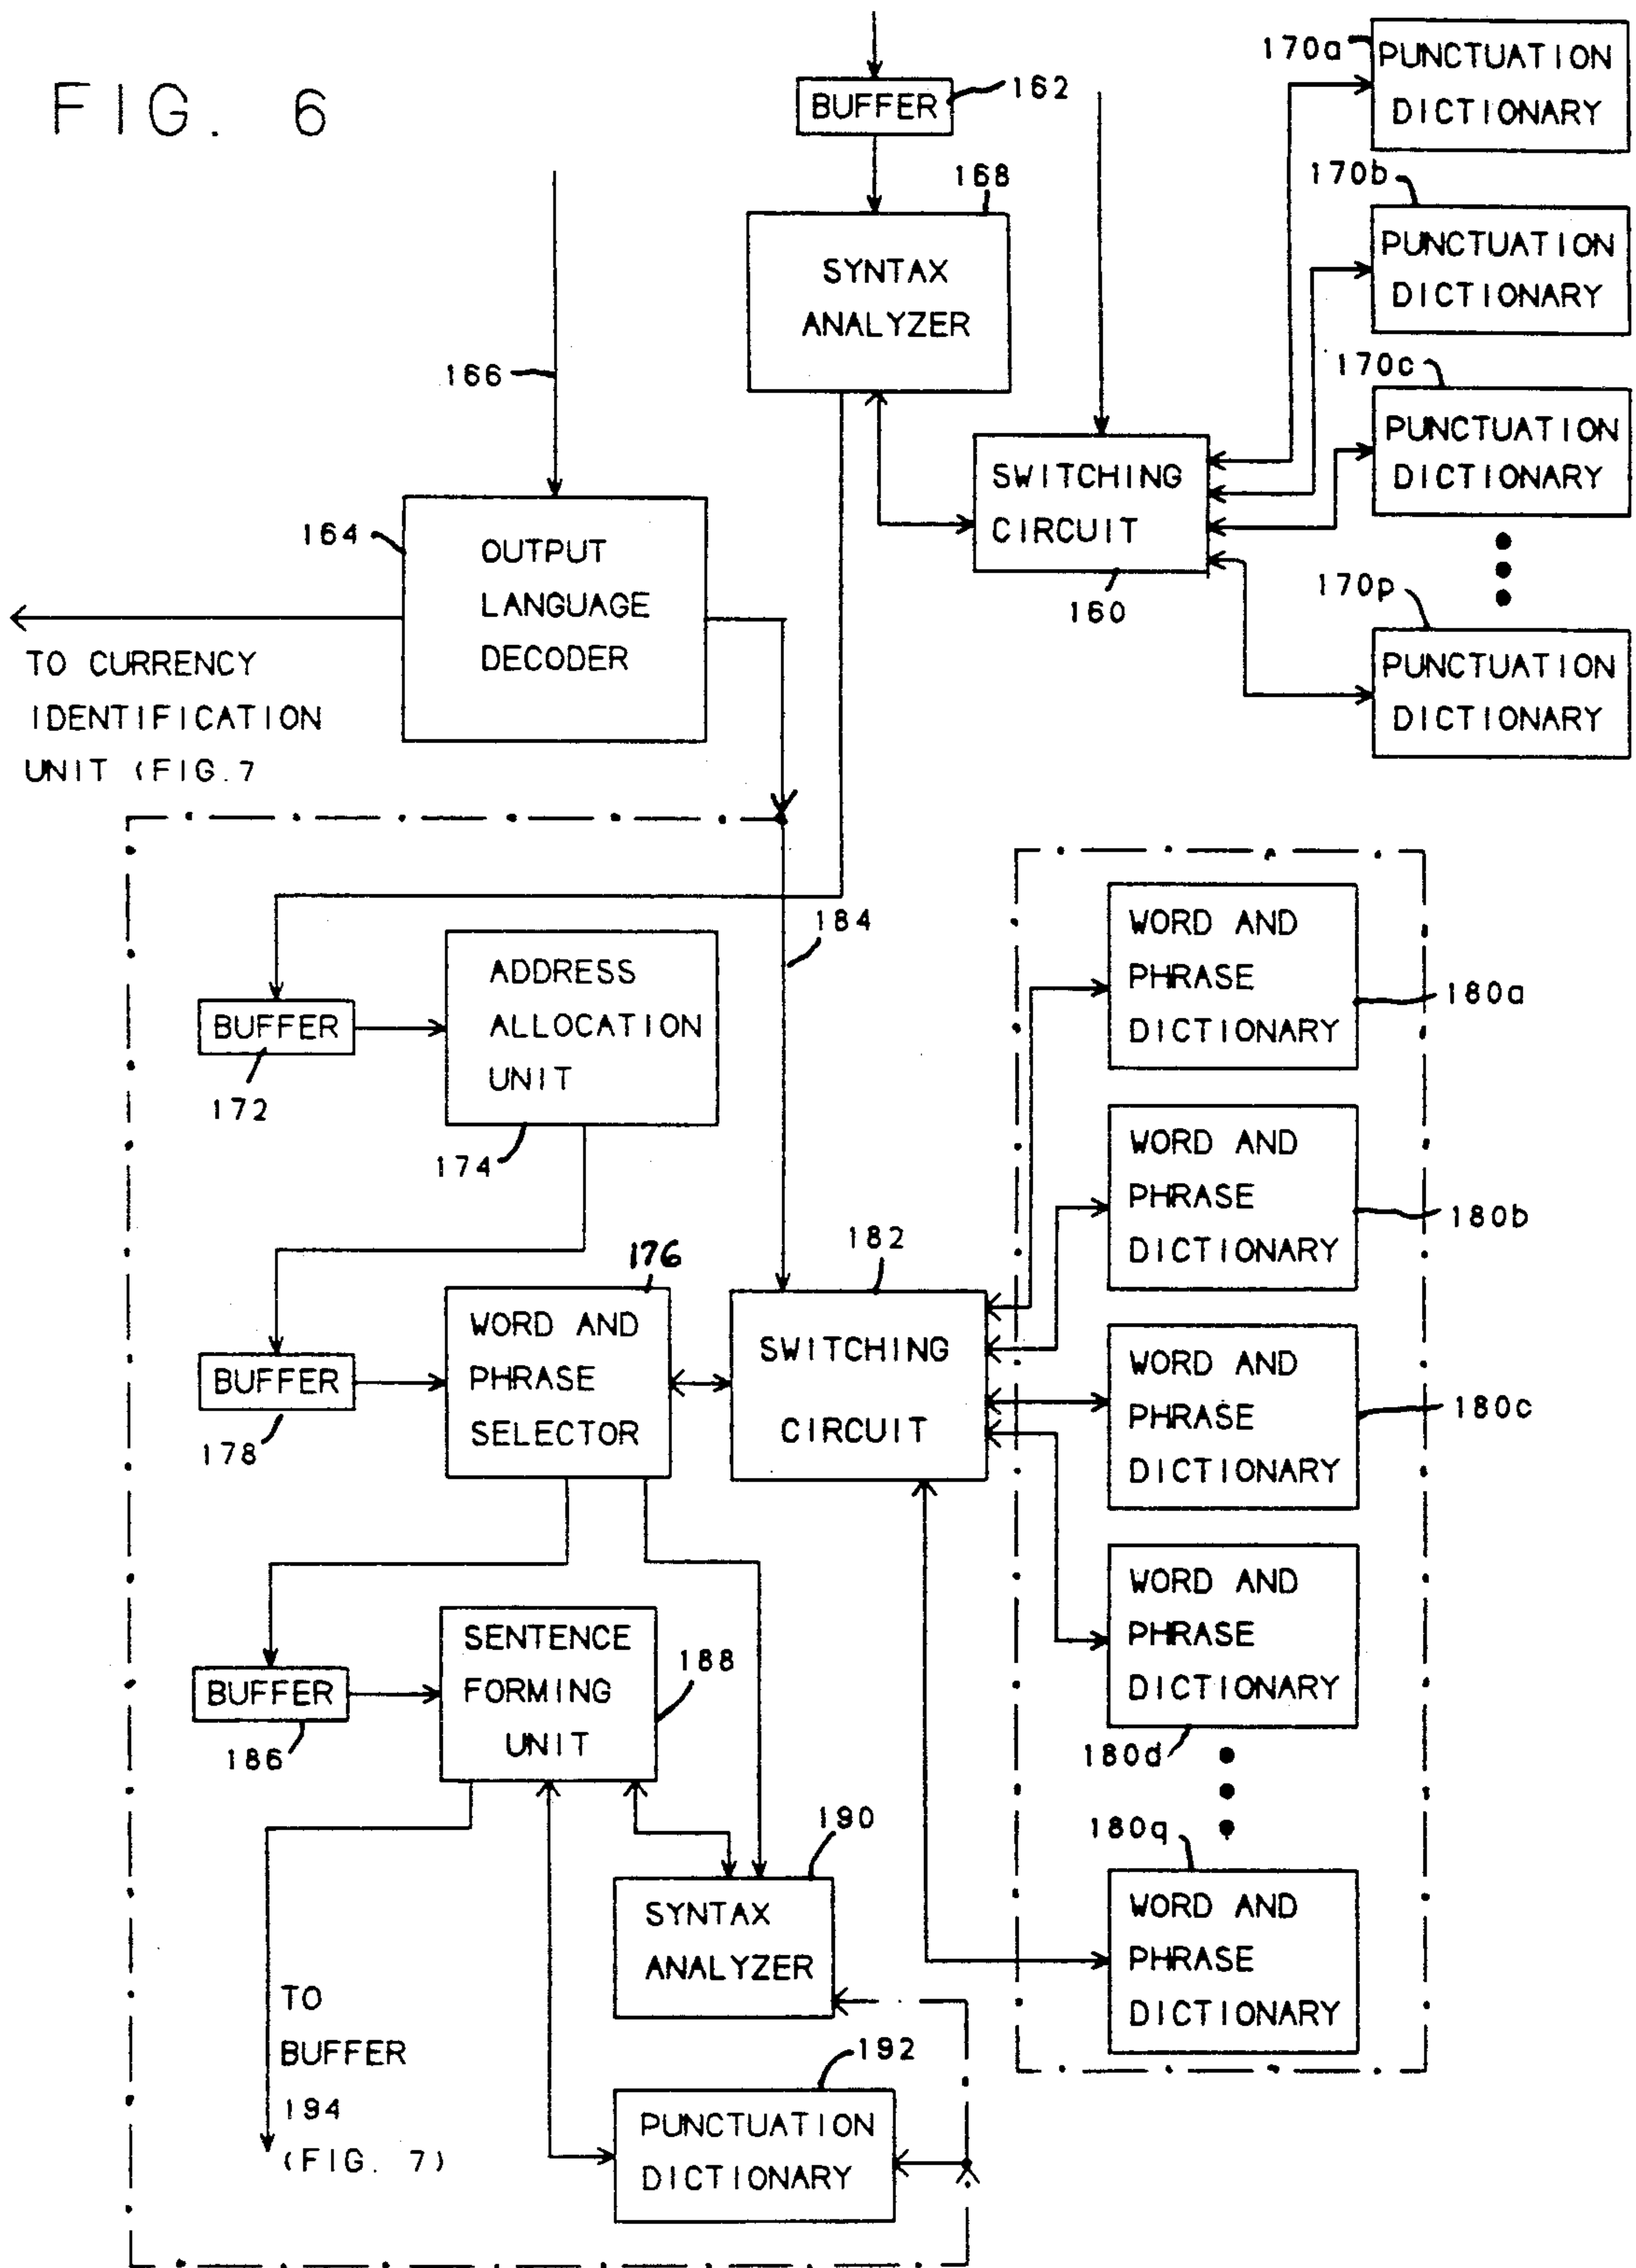 FIG. 6
BUFFER
162
170a
PUNCTUATION
DICTIONARY
168
SYNTAX
ANALYZER
170b
PUNCTUATION
DICTIONARY
166
170c
PUNCTUATION
DICTIONARY
SWITCHING
CIRCUIT
160
164
OUTPUT
LANGUAGE
DECODER
170p
PUNCTUATION
DICTIONARY
TO CURRENCY
IDENTIFICATION
UNIT (FIG.7
184
ADDRESS
ALLOCATION
UNIT
174
BUFFER
172
WORD AND
PHRASE
DICTIONARY
180a
WORD AND
PHRASE
DICTIONARY
180b
176
WORD AND
PHRASE
SELECTOR
182
SWITCHING
CIRCUIT
BUFFER
178
WORD AND
PHRASE
DICTIONARY
180c
WORD AND
PHRASE
DICTIONARY
180d
SENTENCE
FORMING
UNIT
188
BUFFER
186
190
SYNTAX
ANALYZER
180q
WORD AND
PHRASE
DICTIONARY
TO
BUFFER
194
(FIG. 7)
192
PUNCTUATION
DICTIONARY